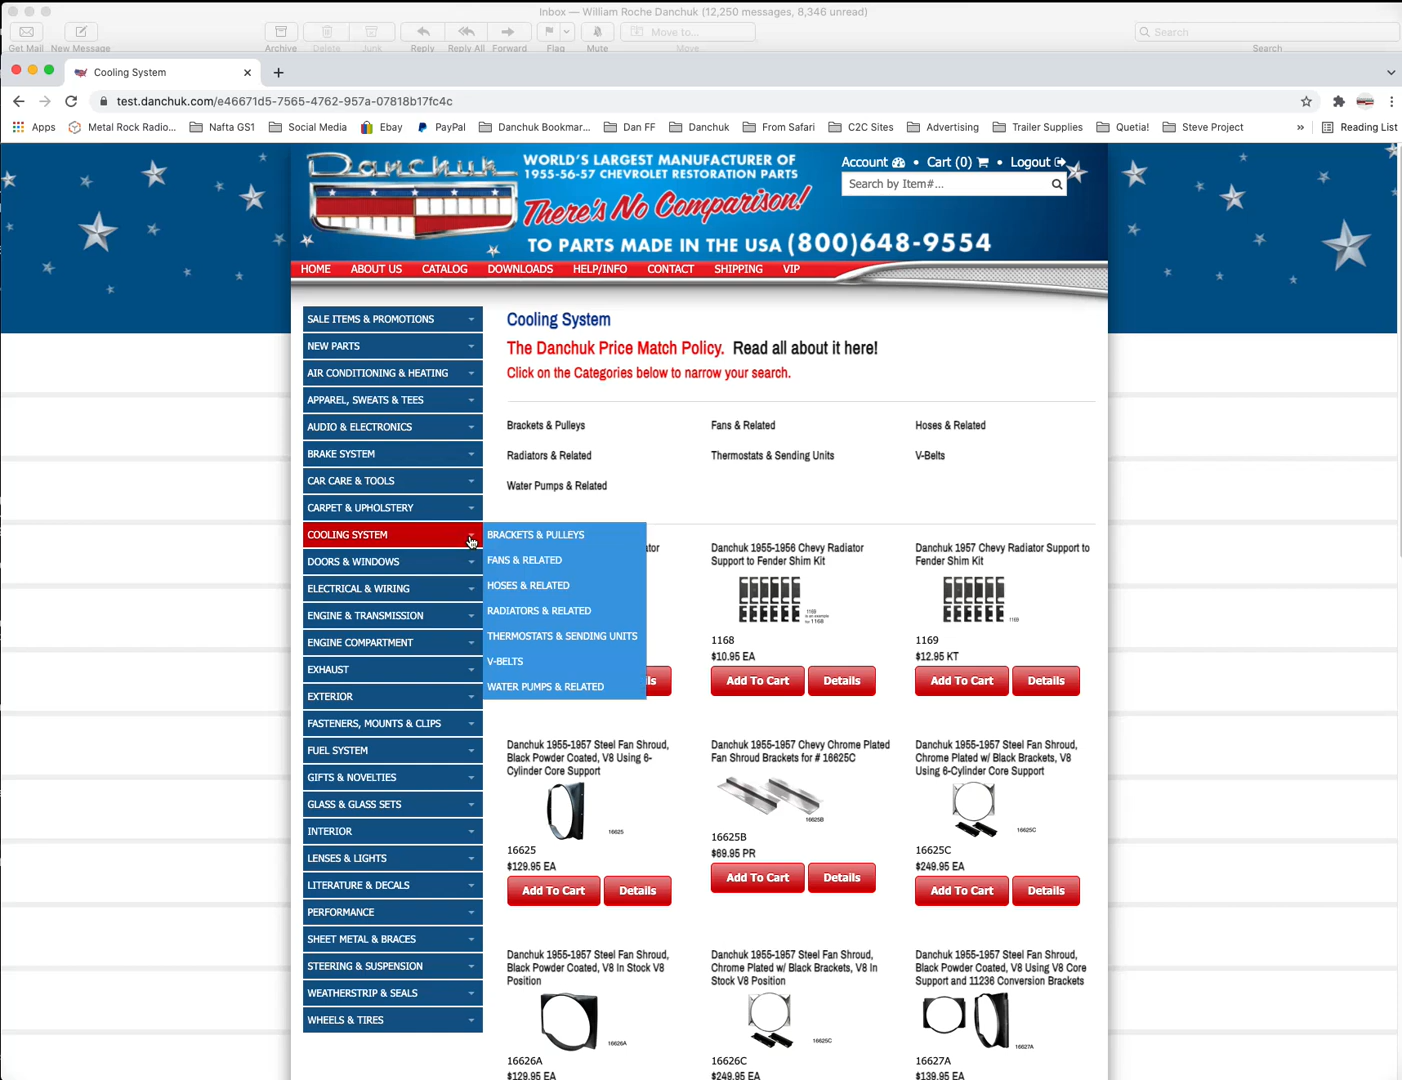 Inbox — William Roche Danchuk (12,250 messages, 8,346 unread)
Get Mail New Message Archive Delete Junk Reply Reply All Forward Flag Mute Move to... Move Search Search
Cooling System
test.danchuk.com/e46671d5-7565-4762-957a-07818b17fc4c
Apps Metal Rock Radio... Nafta GS1 Social Media Ebay PayPal Danchuk Bookmar... Dan FF Danchuk From Safari C2C Sites Advertising Trailer Supplies Quetia! Steve Project » Reading List
Danchuk
WORLD'S LARGEST MANUFACTURER OF
1955-56-57 CHEVROLET RESTORATION PARTS
There's No Comparison!
TO PARTS MADE IN THE USA (800)648-9554
Account • Cart (0) • Logout
Search by Item#...
HOME ABOUT US CATALOG DOWNLOADS HELP/INFO CONTACT SHIPPING VIP
SALE ITEMS & PROMOTIONS
NEW PARTS
AIR CONDITIONING & HEATING
APPAREL, SWEATS & TEES
AUDIO & ELECTRONICS
BRAKE SYSTEM
CAR CARE & TOOLS
CARPET & UPHOLSTERY
COOLING SYSTEM
DOORS & WINDOWS
ELECTRICAL & WIRING
ENGINE & TRANSMISSION
ENGINE COMPARTMENT
EXHAUST
EXTERIOR
FASTENERS, MOUNTS & CLIPS
FUEL SYSTEM
GIFTS & NOVELTIES
GLASS & GLASS SETS
INTERIOR
LENSES & LIGHTS
LITERATURE & DECALS
PERFORMANCE
SHEET METAL & BRACES
STEERING & SUSPENSION
WEATHERSTRIP & SEALS
WHEELS & TIRES
BRACKETS & PULLEYS
FANS & RELATED
HOSES & RELATED
RADIATORS & RELATED
THERMOSTATS & SENDING UNITS
V-BELTS
WATER PUMPS & RELATED
Cooling System
The Danchuk Price Match Policy. Read all about it here!
Click on the Categories below to narrow your search.
Brackets & Pulleys Fans & Related Hoses & Related
Radiators & Related Thermostats & Sending Units V-Belts
Water Pumps & Related
Danchuk 1955-1956 Chevy Radiator
Support to Fender Shim Kit
1169
is an example
for 1168
1168
$10.95 EA
Add To Cart Details
Danchuk 1957 Chevy Radiator Support to
Fender Shim Kit
1169
1169
$12.95 KT
Add To Cart Details
Danchuk 1955-1957 Steel Fan Shroud,
Black Powder Coated, V8 Using 6-
Cylinder Core Support
16625
16625
$129.95 EA
Add To Cart Details
Danchuk 1955-1957 Chevy Chrome Plated
Fan Shroud Brackets for # 16625C
16625B
16625B
$69.95 PR
Add To Cart Details
Danchuk 1955-1957 Steel Fan Shroud,
Chrome Plated w/ Black Brackets, V8
Using 6-Cylinder Core Support
16625C
16625C
$249.95 EA
Add To Cart Details
Danchuk 1955-1957 Steel Fan Shroud,
Black Powder Coated, V8 In Stock V8
Position
16626A
16626A
$129.95 EA
Danchuk 1955-1957 Steel Fan Shroud,
Chrome Plated w/ Black Brackets, V8 In
Stock V8 Position
16625C
16626C
$249.95 EA
Danchuk 1955-1957 Steel Fan Shroud,
Black Powder Coated, V8 Using V8 Core
Support and 11236 Conversion Brackets
16627A
16627A
$139.95 EA